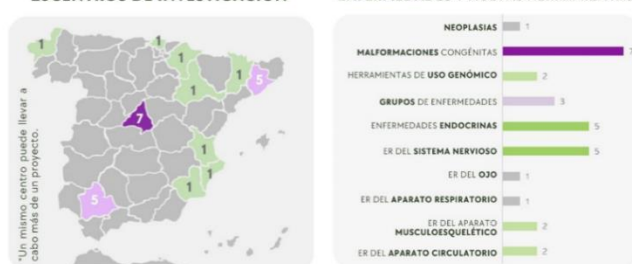 1
1
1
1
1
5
7
1
1
1
5
*Un mismo centro puede llevar a
cabo más de un proyecto.
NEOPLASIAS 1
MALFORMACIONES CONGÉNITAS
HERRAMIENTAS DE USO GENÓMICO 2
GRUPOS DE ENFERMEDADES 3
ENFERMEDADES ENDOCRINAS 5
ER DEL SISTEMA NERVIOSO 5
ER DEL OJO 1
ER DEL APARATO RESPIRATORIO 1
ER DEL APARATO
MUSCULOESQUELÉTICO 2
ER DEL APARATO CIRCULATORIO 2